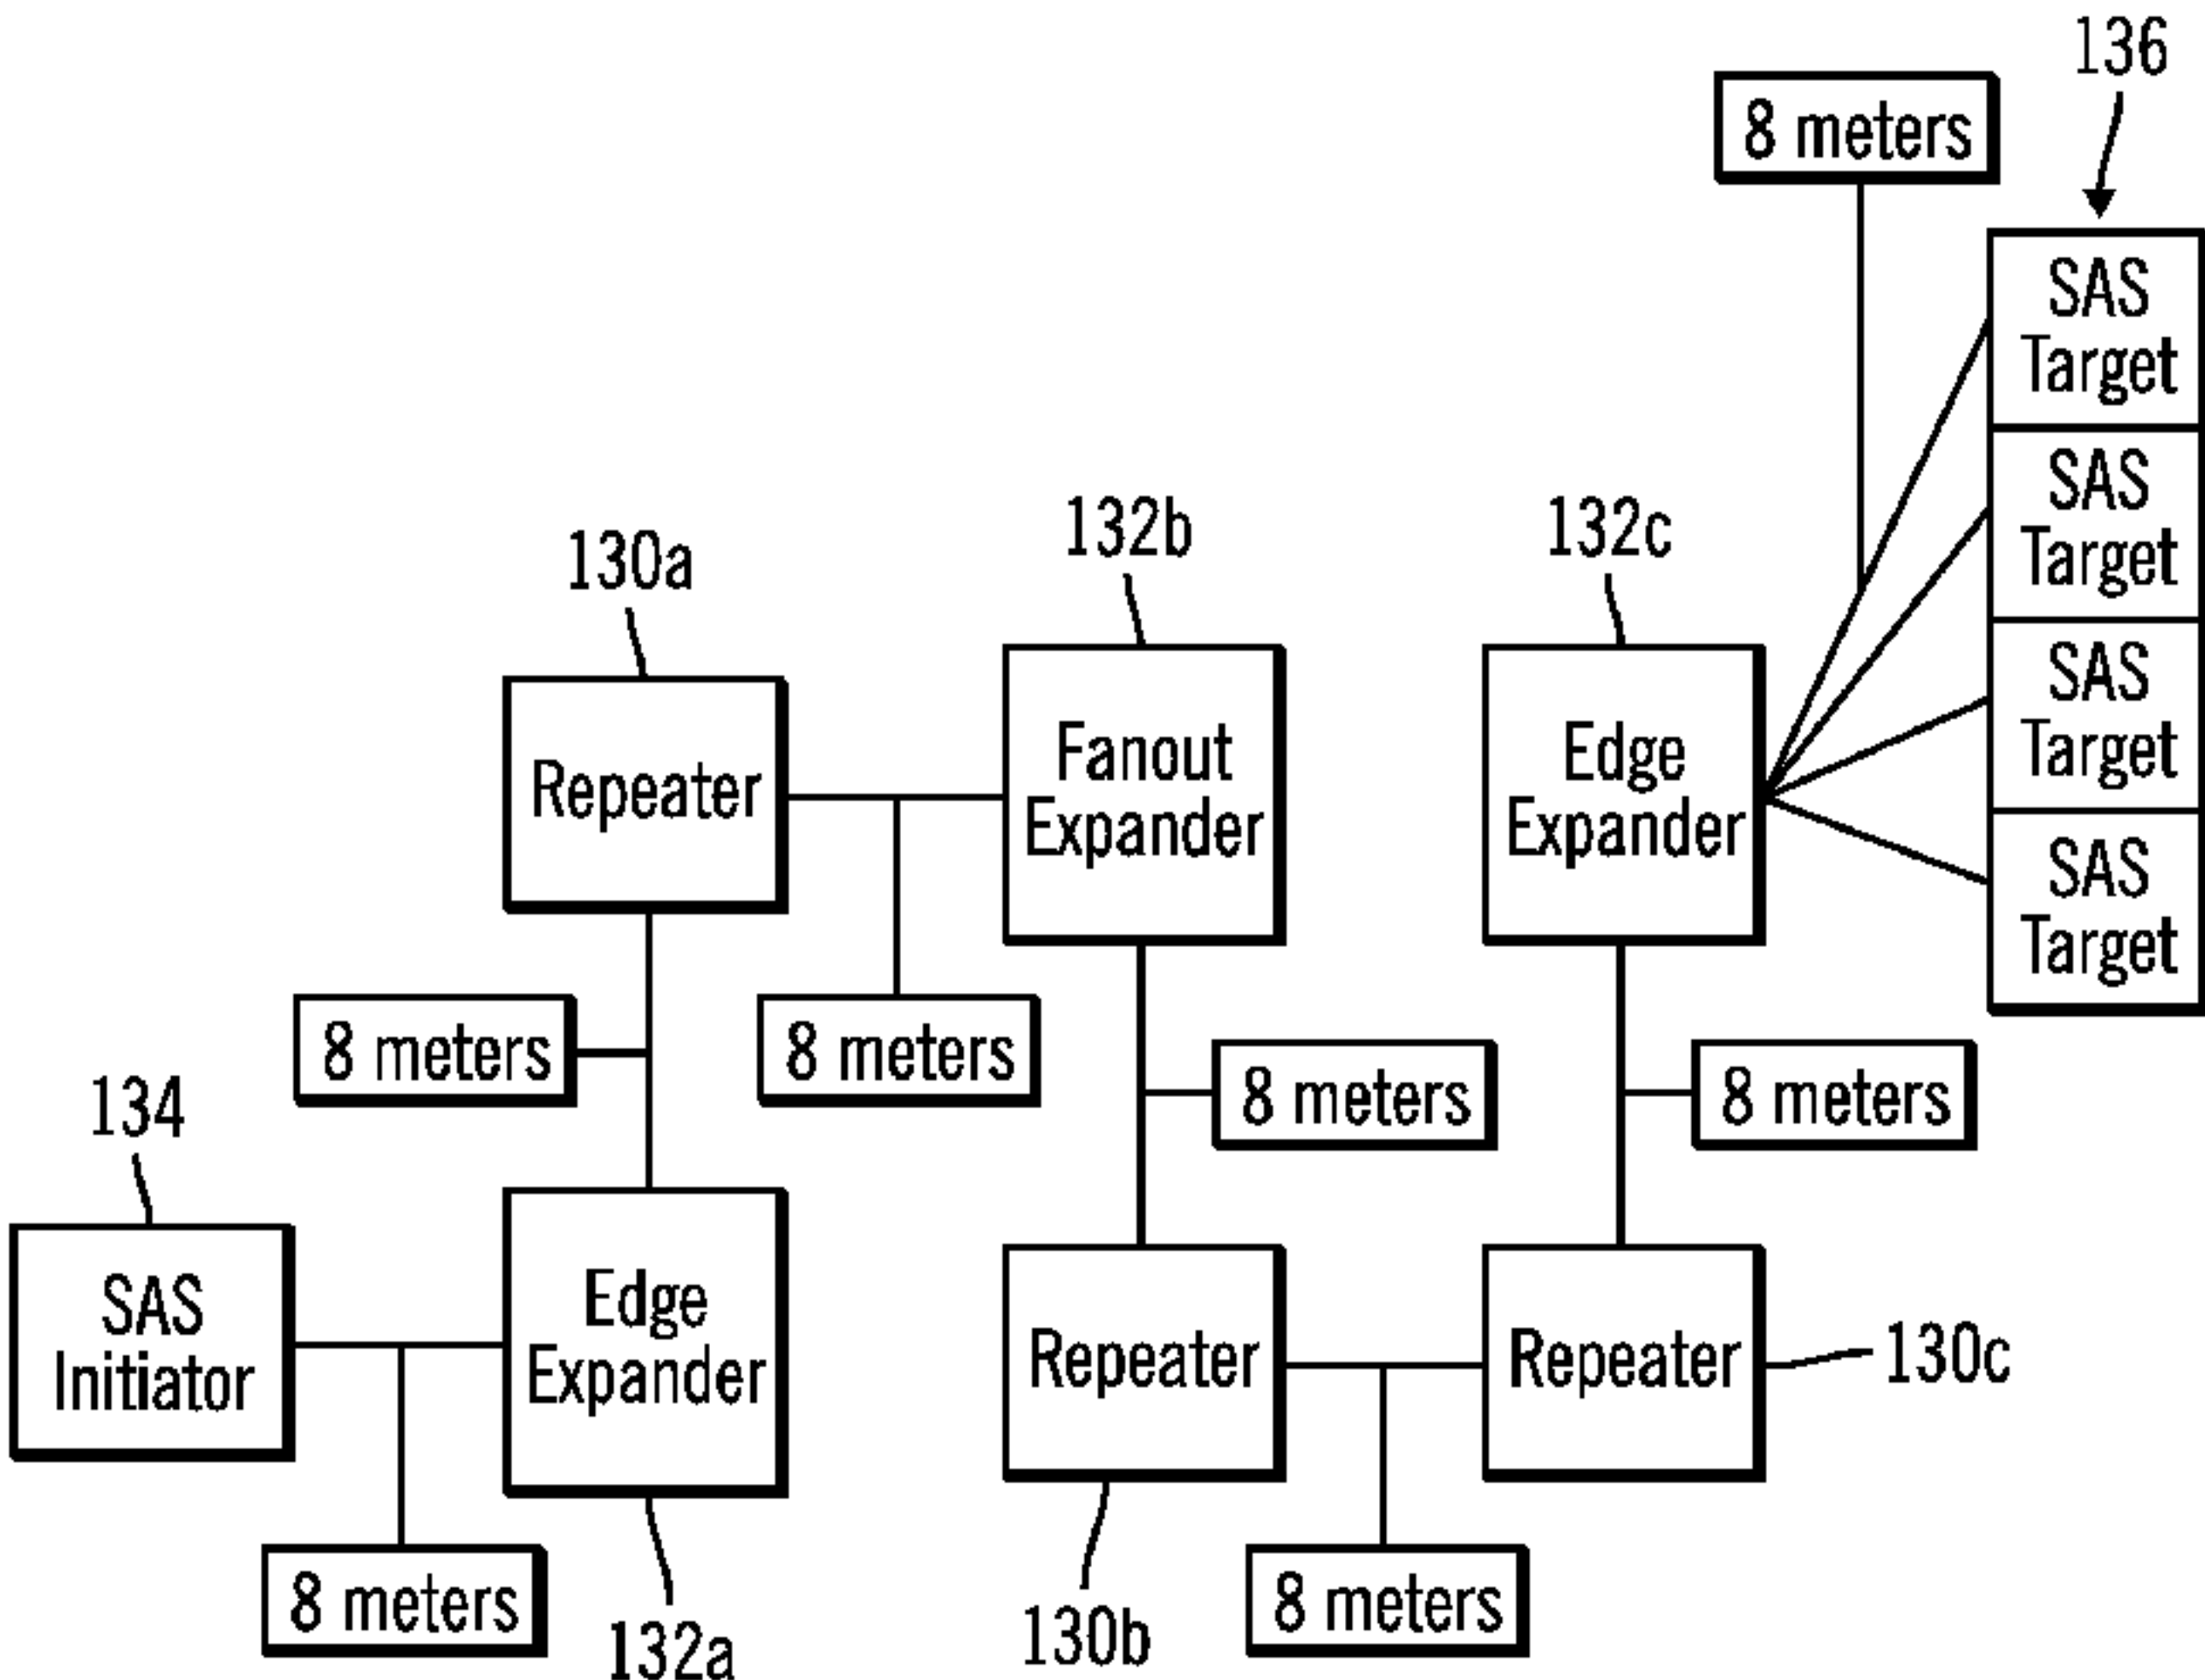 136
8 meters
SAS
Target
SAS
Target
SAS
Target
SAS
Target
130a
132b
132c
Repeater
Fanout
Expander
Edge
Expander
8 meters
8 meters
8 meters
8 meters
134
SAS
Initiator
Edge
Expander
Repeater
Repeater
130c
8 meters
132a
130b
8 meters